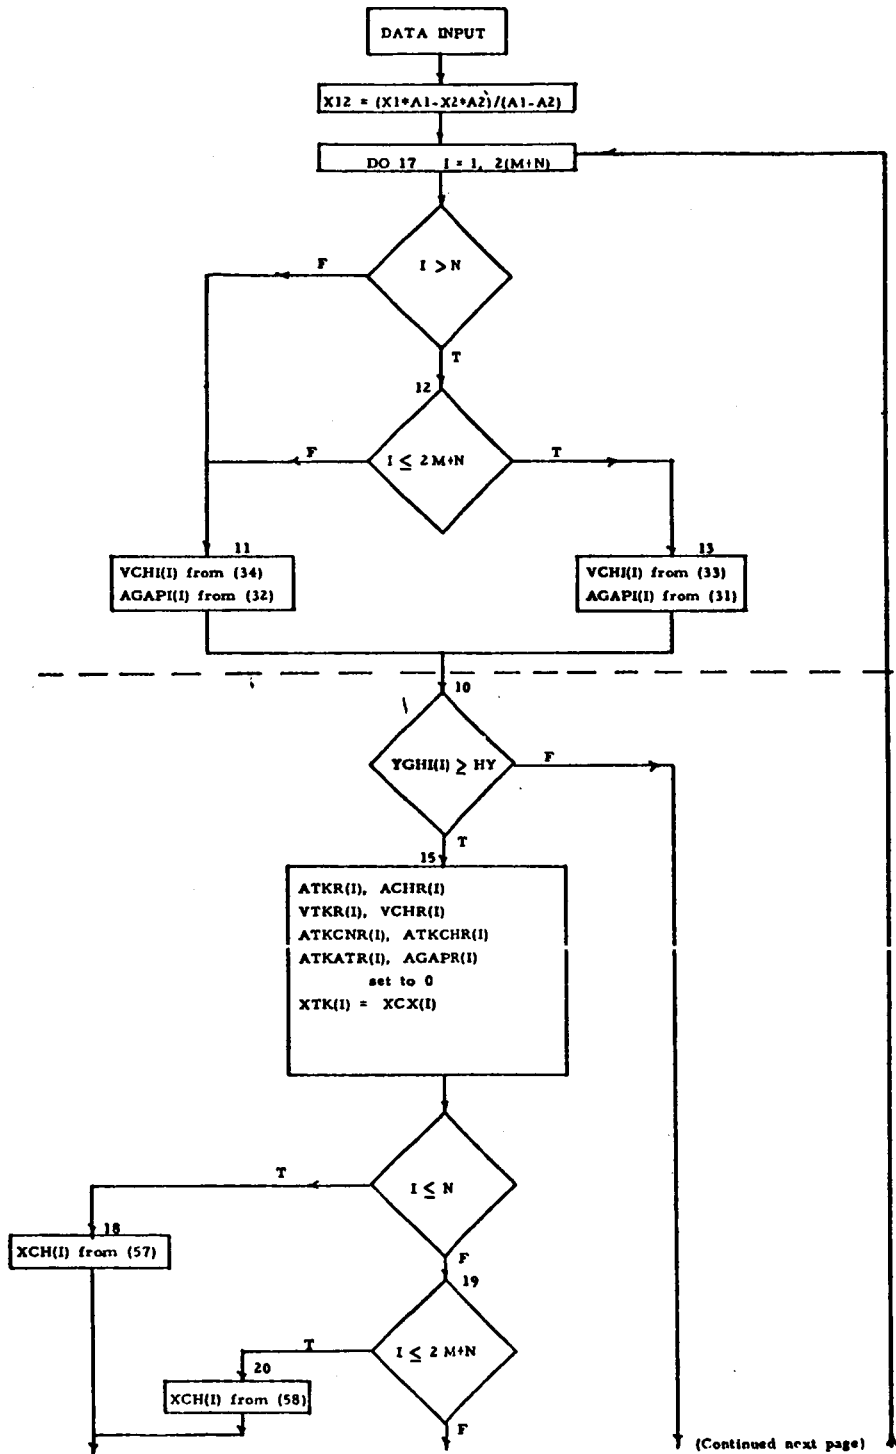 DATA INPUT
X12 = (X1*A1-X2*A2)/(A1-A2)
DO 17 I = 1, 2(M+N)
I > N
F
T
12
I ≤ 2M+N
F
T
11
VCHI(I) from (34)
AGAPI(I) from (32)
13
VCHI(I) from (33)
AGAPI(I) from (31)
10
YGHI(I) ≥ HY
F
T
15
ATKR(I), ACHR(I)
VTKR(I), VCHR(I)
ATKCNR(I), ATKCHR(I)
ATKATR(I), AGAPR(I)
set to 0
XTK(I) = XCX(I)
I ≤ N
T
18
XCH(I) from (57)
F
19
I ≤ 2M+N
T
20
XCH(I) from (58)
F
(Continued next page)